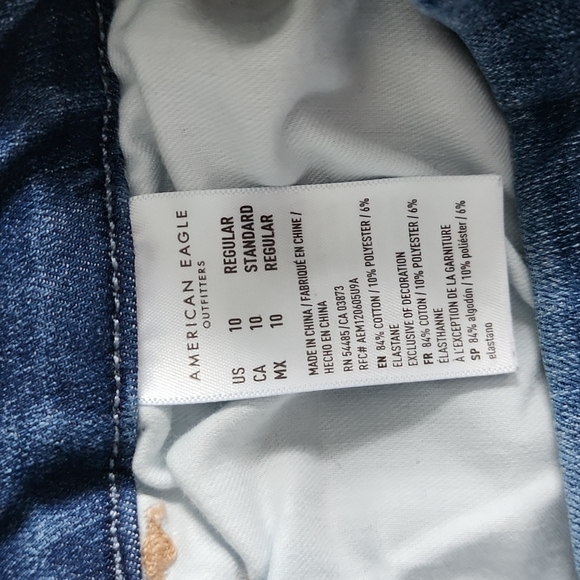 AMERICAN EAGLE
OUTFITTERS
US 10 REGULAR
CA 10 STANDARD
MX 10 REGULAR
MADE IN CHINA / FABRIQUÉ EN CHINE /
HECHO EN CHINA
RN 54485 / CA 03873
RFC# AEM120605U9A
EN 84% COTTON / 10% POLYESTER / 6%
ELASTANE
EXCLUSIVE OF DECORATION
FR 84% COTON / 10% POLYESTER / 6%
ÉLASTHANNE
À L'EXCEPTION DE LA GARNITURE
SP 84% algodón / 10% poliéster / 6%
elastano